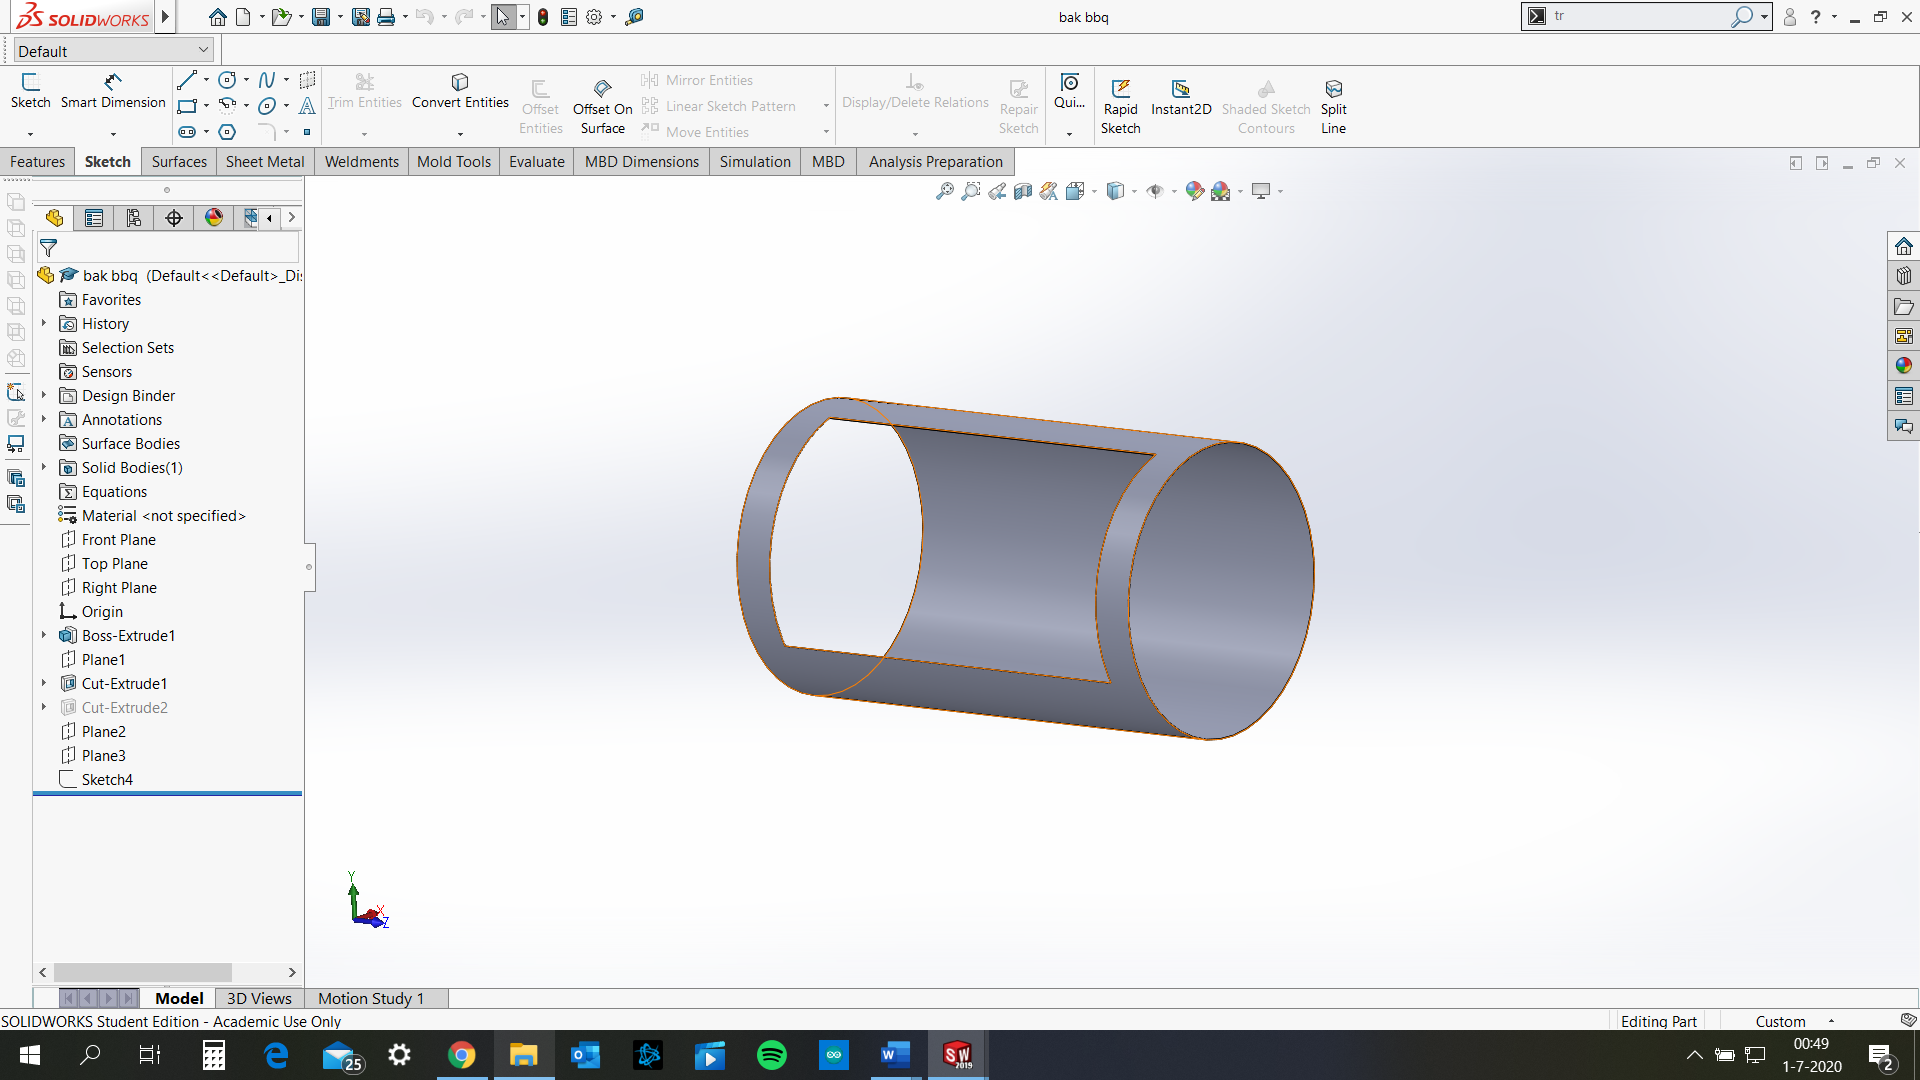 SOLIDWORKS
bak bbq
tr
Default
Sketch
Smart Dimension
Trim Entities
Convert Entities
Offset Entities
Offset On Surface
Mirror Entities
Linear Sketch Pattern
Move Entities
Display/Delete Relations
Repair Sketch
Qui...
Rapid Sketch
Instant2D
Shaded Sketch Contours
Split Line
Features
Sketch
Surfaces
Sheet Metal
Weldments
Mold Tools
Evaluate
MBD Dimensions
Simulation
MBD
Analysis Preparation
bak bbq (Default<<Default>_Di
Favorites
History
Selection Sets
Sensors
Design Binder
Annotations
Surface Bodies
Solid Bodies(1)
Equations
Material <not specified>
Front Plane
Top Plane
Right Plane
Origin
Boss-Extrude1
Plane1
Cut-Extrude1
Cut-Extrude2
Plane2
Plane3
Sketch4
Y
X
Z
Model
3D Views
Motion Study 1
SOLIDWORKS Student Edition - Academic Use Only
Editing Part
Custom
25
SW
2019
00:49
1-7-2020
2